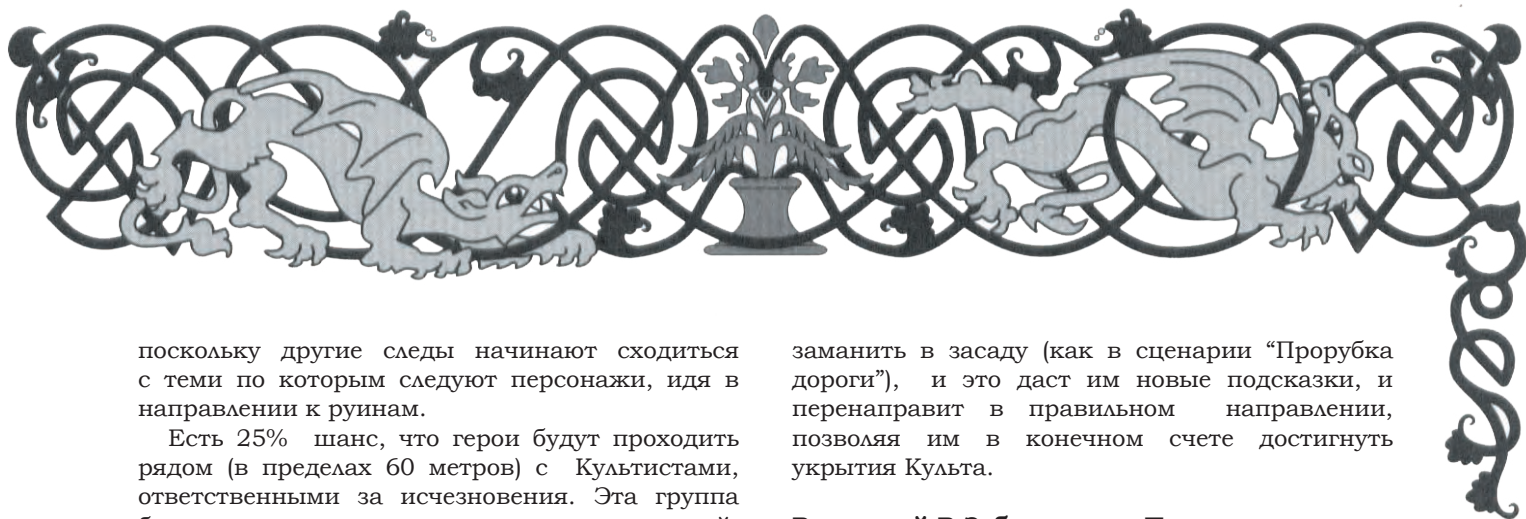 поскольку другие следы начинают сходиться
с теми по которым следуют персонажи, идя в
направлении к руинам.
Есть 25% шанс, что герои будут проходить
рядом (в пределах 60 метров) с Культистами,
ответственными за исчезновения. Эта группа
заманить в засаду (как в сценарии “Прорубка
дороги”), и это даст им новые подсказки, и
перенаправит в правильном направлении,
позволяя им в конечном счете достигнуть
укрытия Культа.